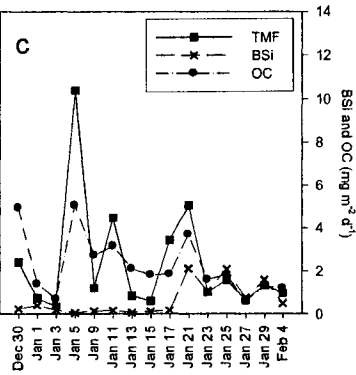 C
TMF
BSi
OC
14
12
10
8
6
4
2
0
BSi and OC (mg m⁻² d⁻¹)
Dec 30
Jan 1
Jan 3
Jan 5
Jan 9
Jan 11
Jan 13
Jan 15
Jan 17
Jan 21
Jan 23
Jan 25
Jan 27
Jan 29
Feb 4